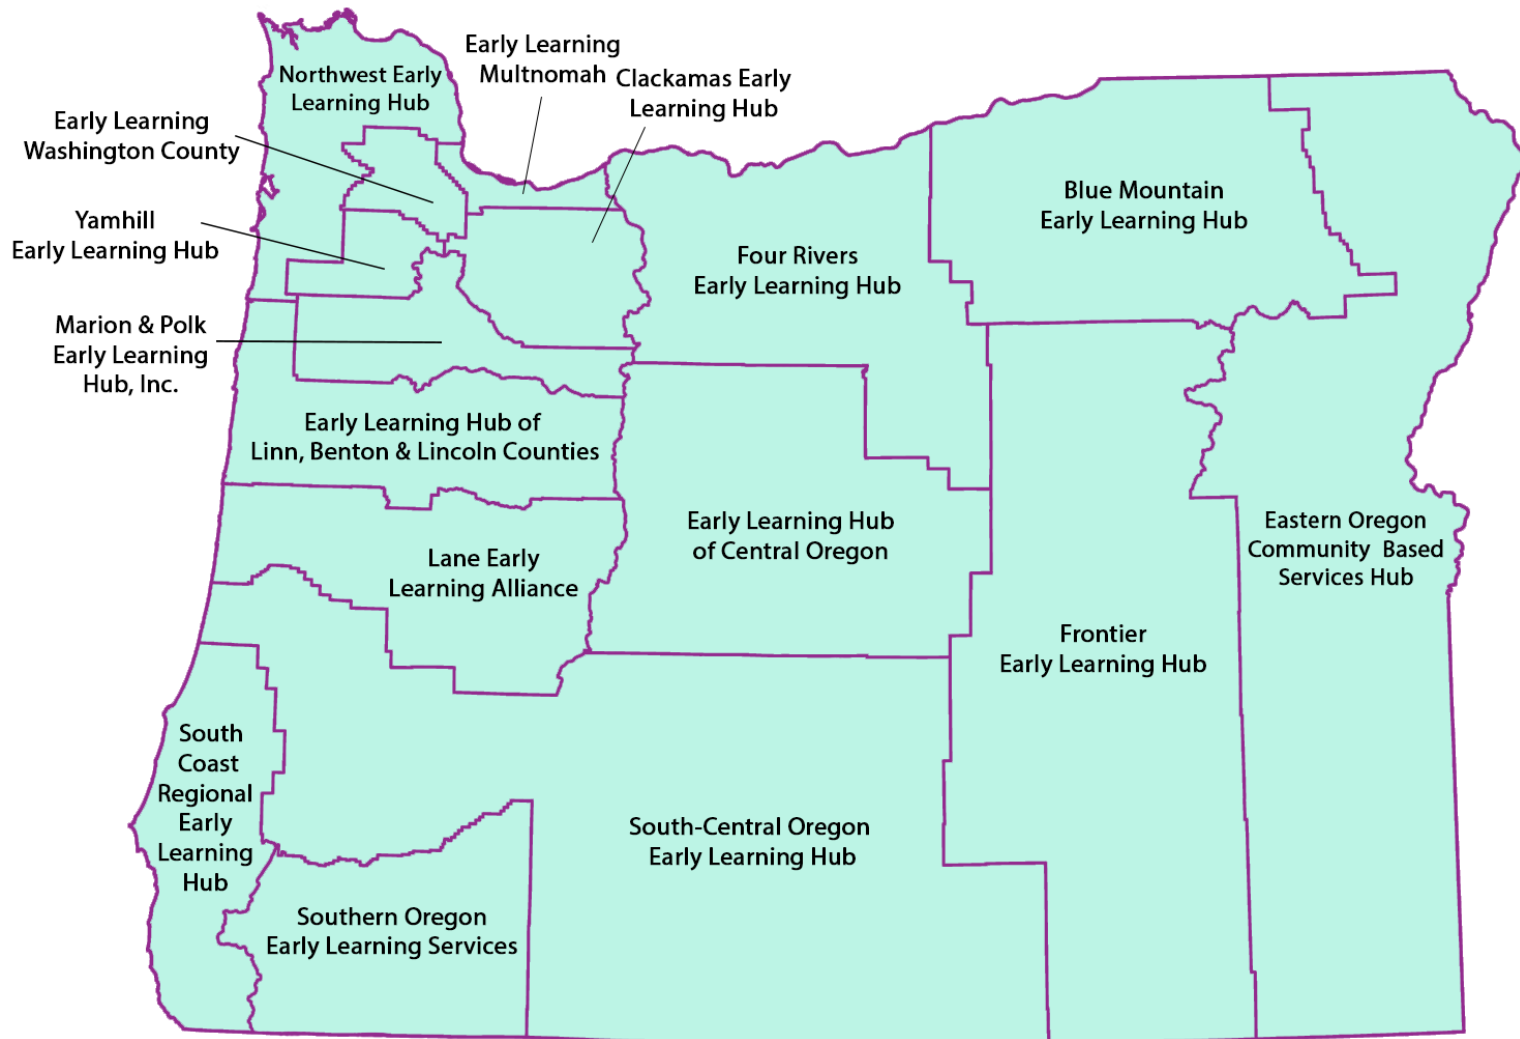 Early Learning
Multnomah
Clackamas Early
Learning Hub
Northwest Early
Learning Hub
Early Learning
Washington County
Yamhill
Early Learning Hub
Blue Mountain
Early Learning Hub
Four Rivers
Early Learning Hub
Marion & Polk
Early Learning
Hub, Inc.
Early Learning Hub of
Linn, Benton & Lincoln Counties
Early Learning Hub
of Central Oregon
Eastern Oregon
Community Based
Services Hub
Lane Early
Learning Alliance
Frontier
Early Learning Hub
South
Coast
Regional
Early
Learning
Hub
South-Central Oregon
Early Learning Hub
Southern Oregon
Early Learning Services